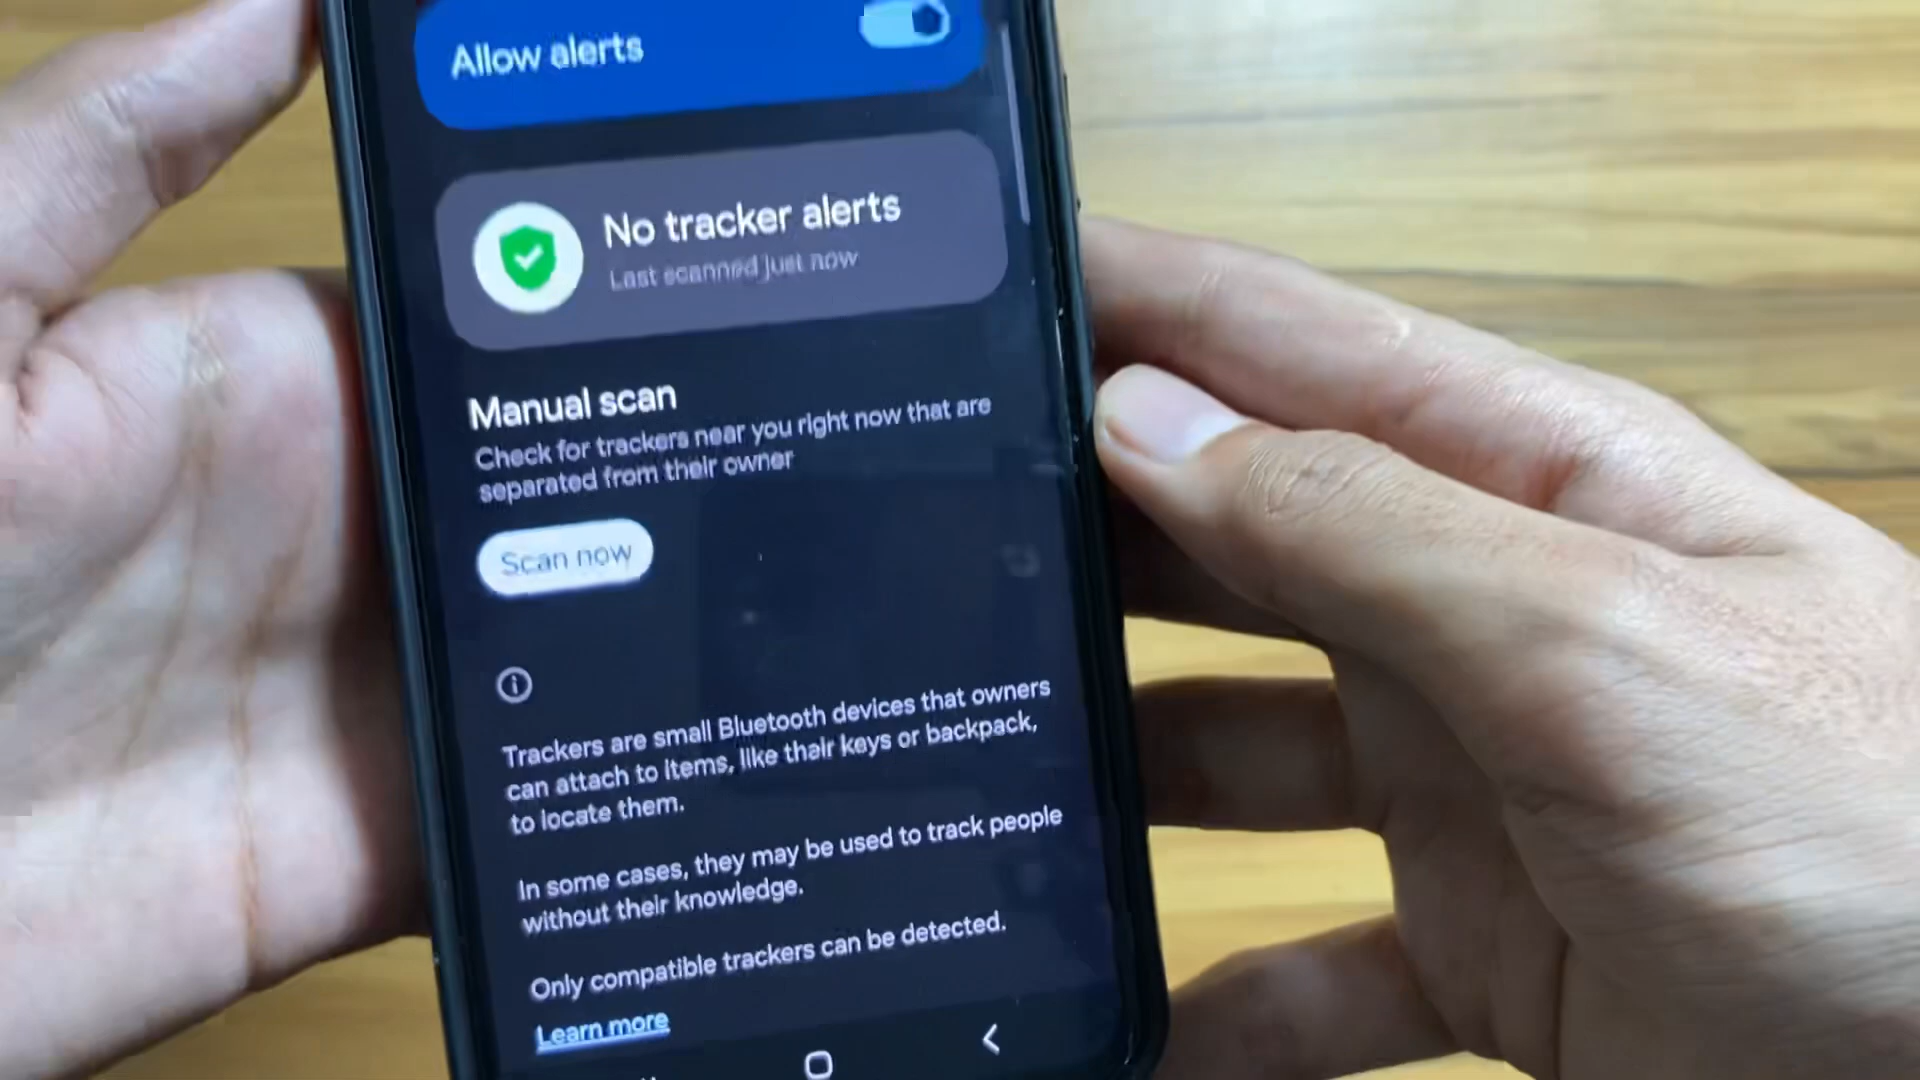 Allow alerts
No tracker alerts
Last scanned just now
Manual scan
Check for trackers near you right now that are
separated from their owner
Scan now
Trackers are small Bluetooth devices that owners
can attach to items, like thair keys or backpack,
to locate them.
In some cases, they may be used to track people
without their knowledge.
Only compatible trackers can be detected.
Learn more